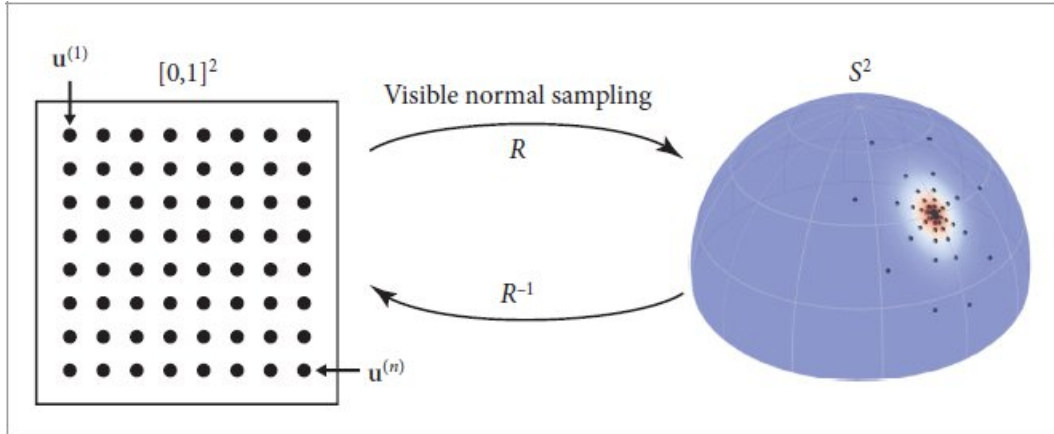 u⁽¹⁾
[0,1]²
Visible normal sampling
S²
R
R⁻¹
u⁽ⁿ⁾